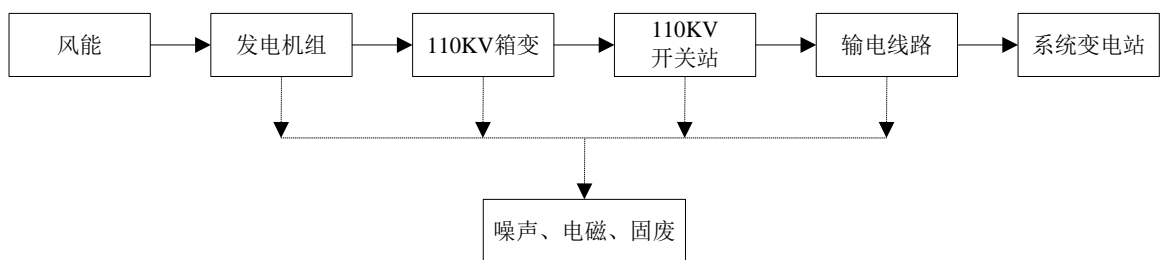 风能
发电机组
110KV箱变
110KV
开关站
输电线路
系统变电站
噪声、电磁、固废